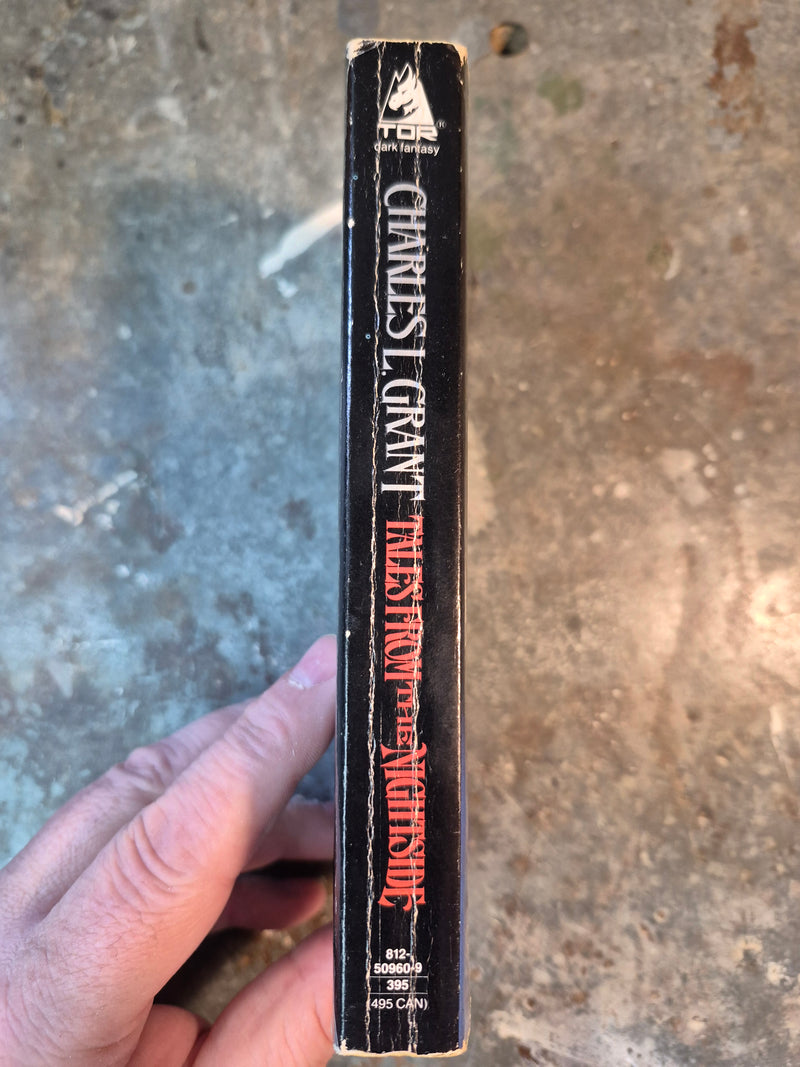 TOR®
dark fantasy
CHARLES L. GRANT
TALES FROM THE NIGHTSIDE
812-
50960-9
395
(495 CAN)